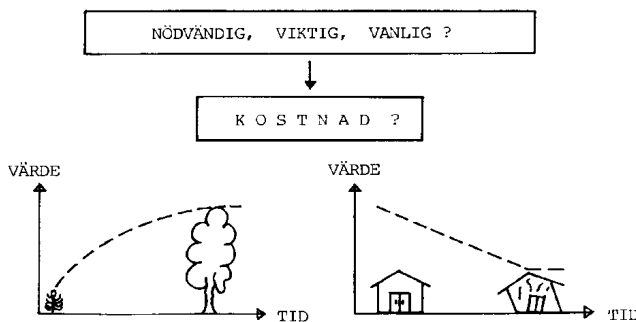 NÖDVÄNDIG, VIKTIG, VANLIG ?
K O S T N A D ?
VÄRDE
TID
VÄRDE
TID